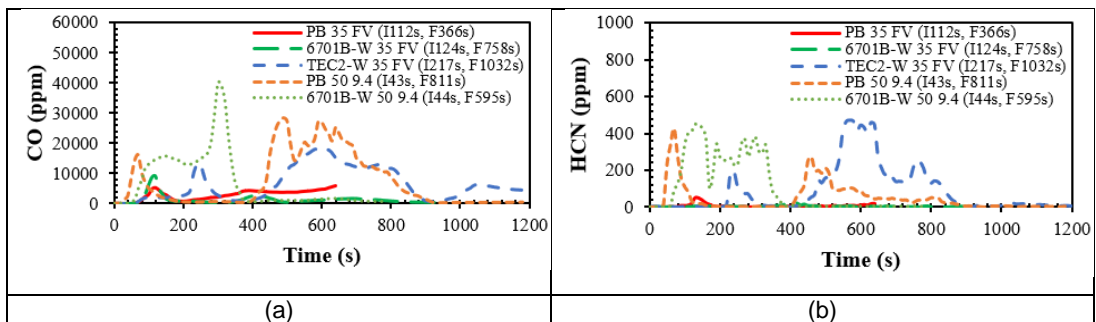 60000
50000
40000
30000
20000
10000
0
CO (ppm)
PB 35 FV (I112s, F366s)
6701B-W 35 FV (I124s, F758s)
TEC2-W 35 FV (I217s, F1032s)
PB 50 9.4 (I43s, F811s)
6701B-W 50 9.4 (I44s, F595s)
0 200 400 600 800 1000 1200
Time (s)
(a)
1000
800
600
400
200
0
HCN (ppm)
PB 35 FV (I112s, F366s)
6701B-W 35 FV (I124s, F758s)
TEC2-W 35 FV (I217s, F1032s)
PB 50 9.4 (I43s, F811s)
6701B-W 50 9.4 (I44s, F595s)
0 200 400 600 800 1000 1200
Time (s)
(b)